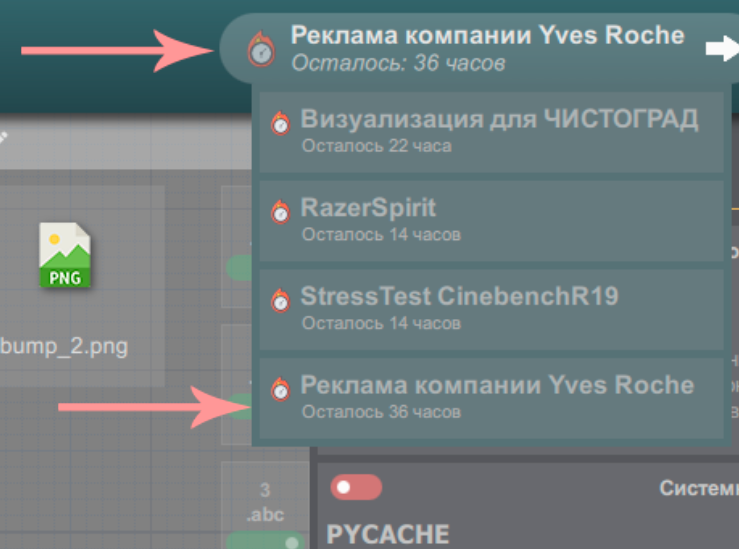 Реклама компании Yves Roche
Осталось: 36 часов
Визуализация для ЧИСТОГРАД
Осталось 22 часа
RazerSpirit
Осталось 14 часов
StressTest CinebenchR19
Осталось 14 часов
Реклама компании Yves Roche
Осталось 36 часов
PNG
bump_2.png
3
.abc
Системн
PYCACHE